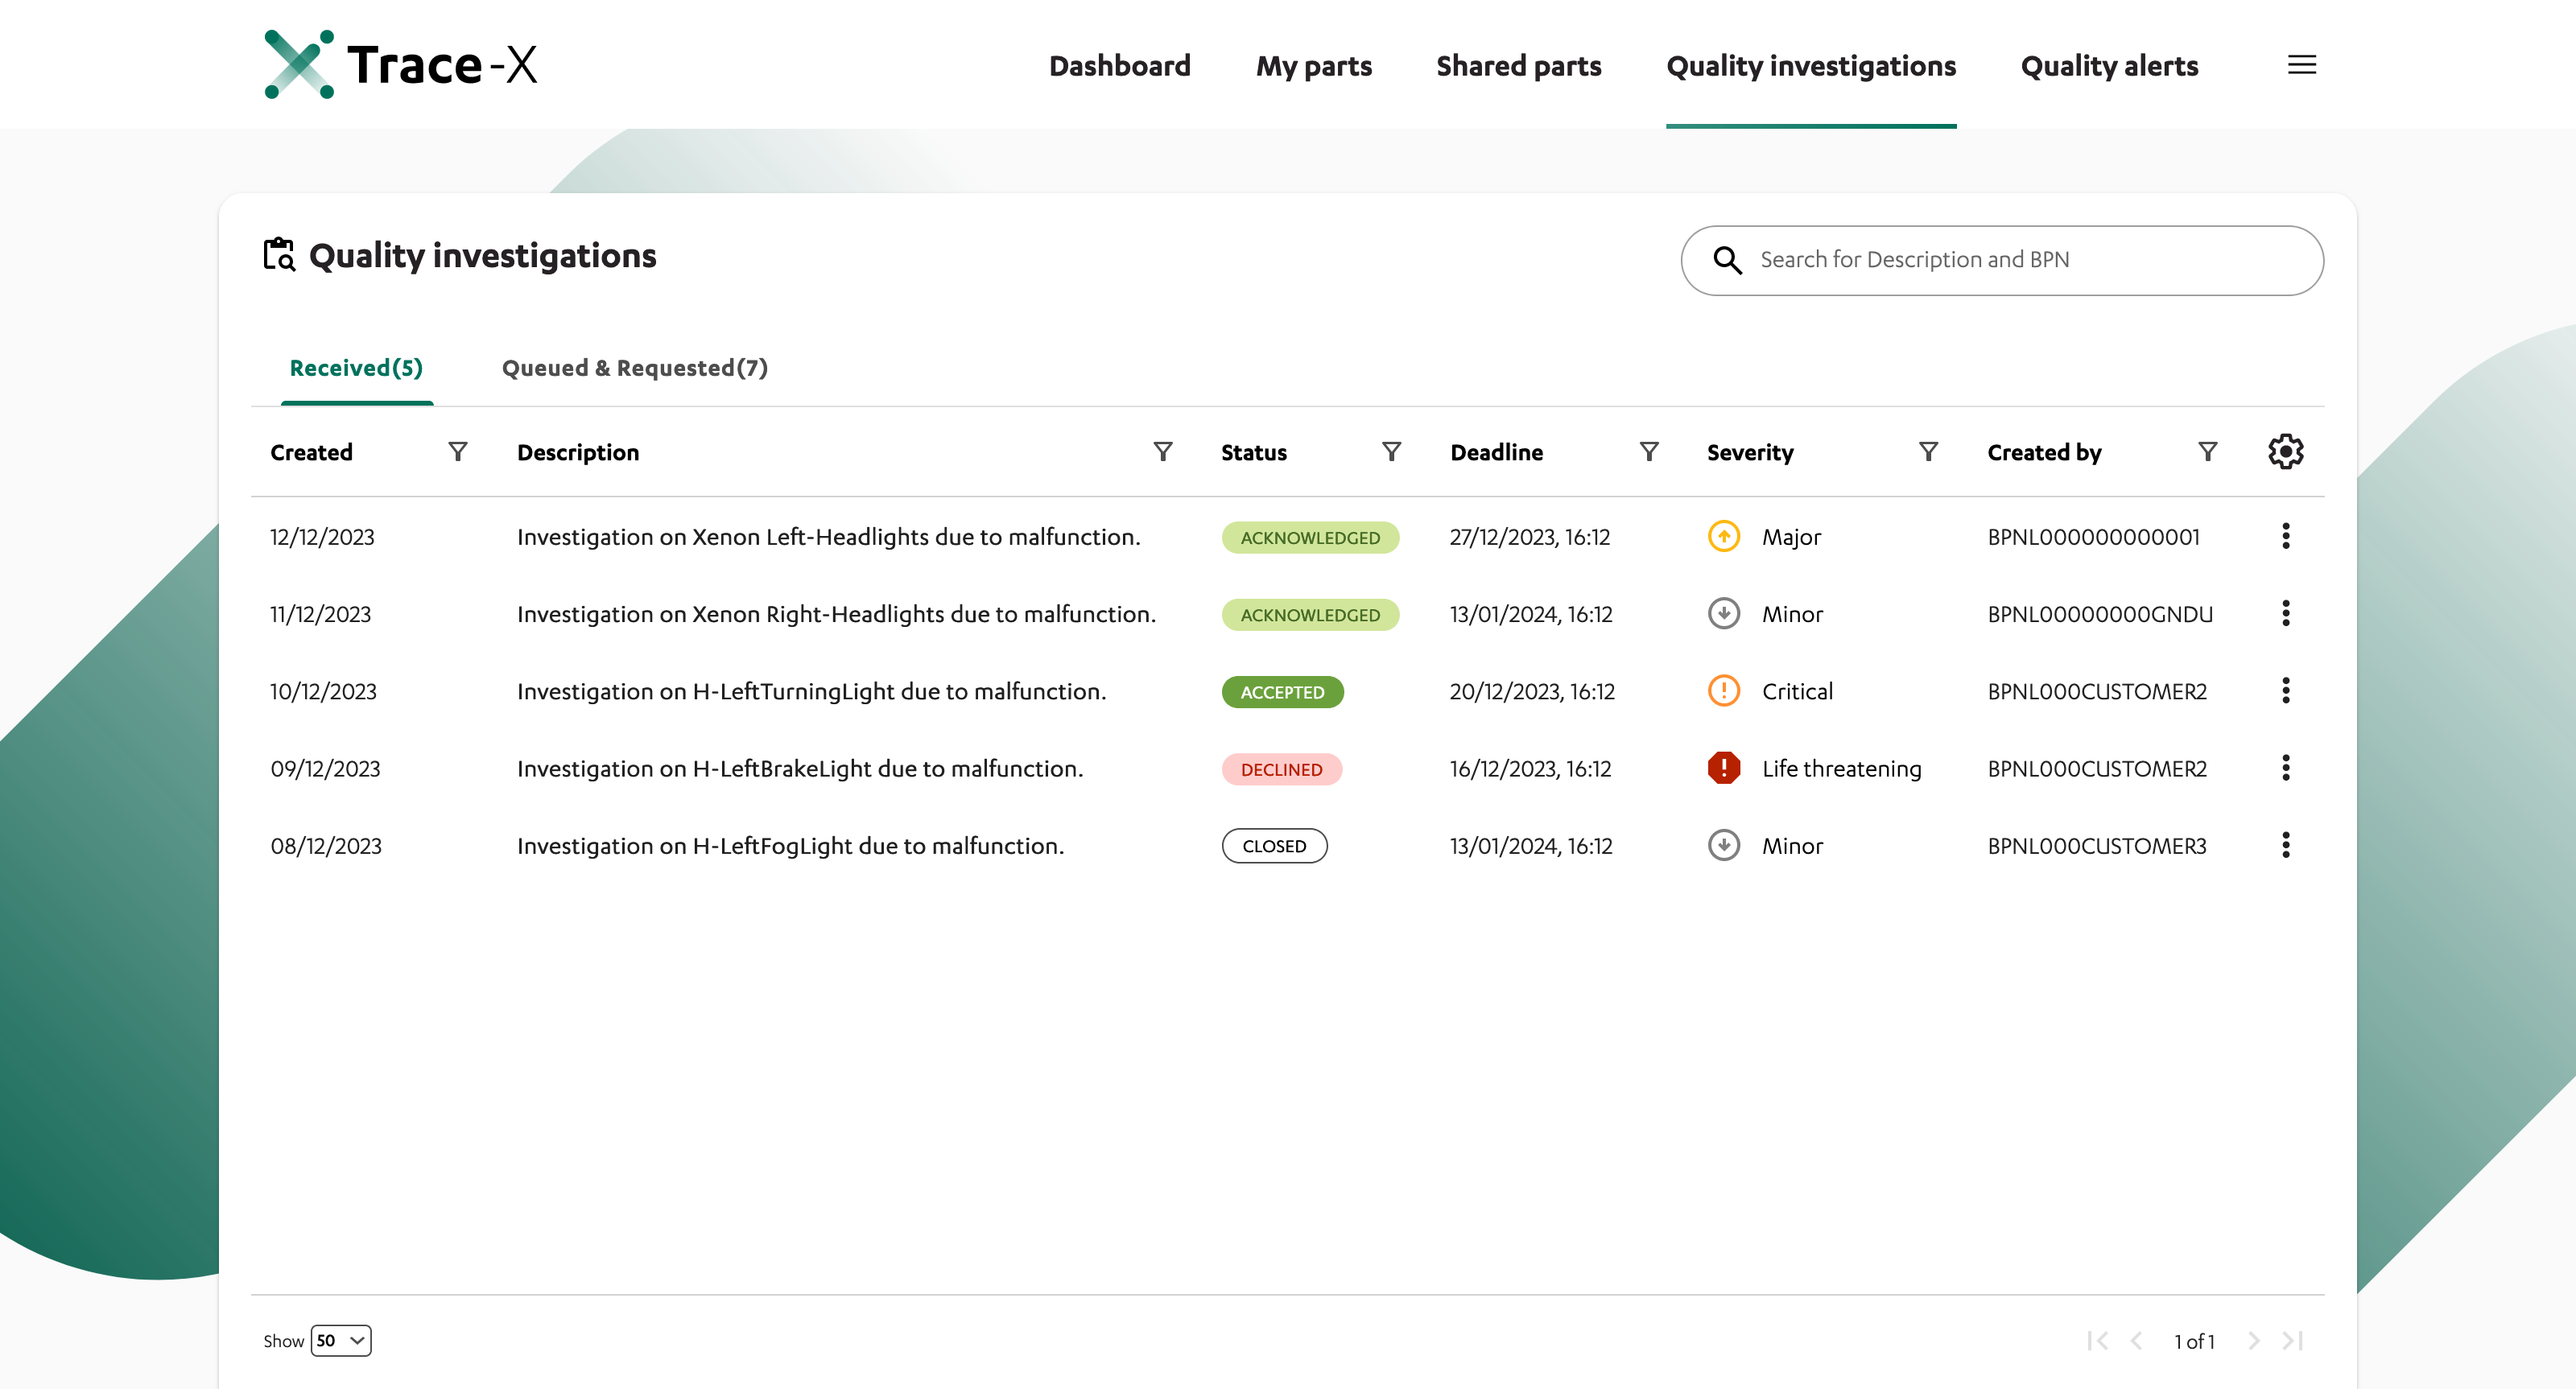 Trace-X
Dashboard My parts Shared parts Quality investigations Quality alerts
Quality investigations
Search for Description and BPN
Received(5) Queued & Requested(7)
Created Description Status Deadline Severity Created by
12/12/2023 Investigation on Xenon Left-Headlights due to malfunction. ACKNOWLEDGED 27/12/2023, 16:12 Major BPNL000000000001
11/12/2023 Investigation on Xenon Right-Headlights due to malfunction. ACKNOWLEDGED 13/01/2024, 16:12 Minor BPNL00000000GNDU
10/12/2023 Investigation on H-LeftTurningLight due to malfunction. ACCEPTED 20/12/2023, 16:12 Critical BPNL000CUSTOMER2
09/12/2023 Investigation on H-LeftBrakeLight due to malfunction. DECLINED 16/12/2023, 16:12 Life threatening BPNL000CUSTOMER2
08/12/2023 Investigation on H-LeftFogLight due to malfunction. CLOSED 13/01/2024, 16:12 Minor BPNL000CUSTOMER3
Show 50 1 of 1